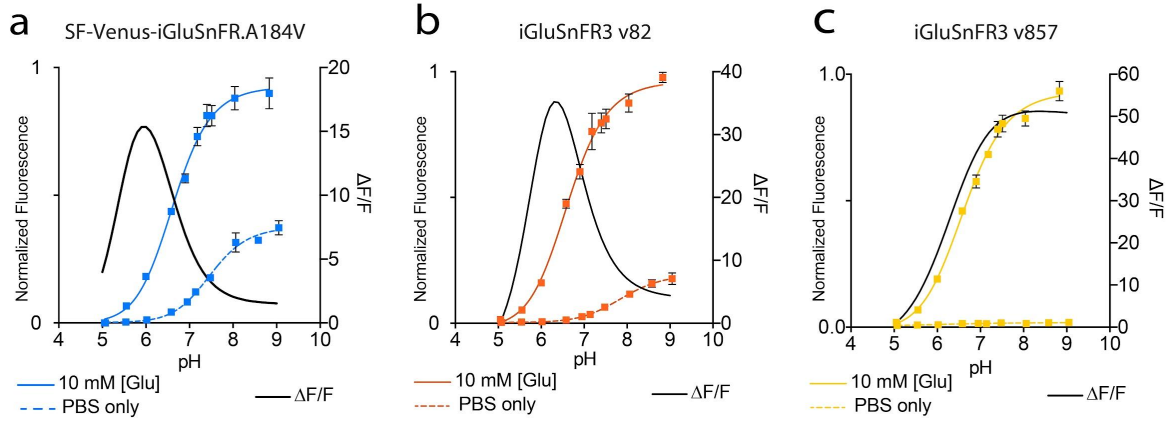 a
SF-Venus-iGluSnFR.A184V
Normalized Fluorescence
1
0
20
15
10
5
0
ΔF/F
4 5 6 7 8 9 10
pH
10 mM [Glu]
PBS only
ΔF/F
b
iGluSnFR3 v82
Normalized Fluorescence
1
0
40
30
20
10
0
ΔF/F
4 5 6 7 8 9 10
pH
10 mM [Glu]
PBS only
ΔF/F
c
iGluSnFR3 v857
Normalized Fluorescence
1.0
0.0
60
50
40
30
20
10
0
ΔF/F
4 5 6 7 8 9 10
pH
10 mM [Glu]
PBS only
ΔF/F